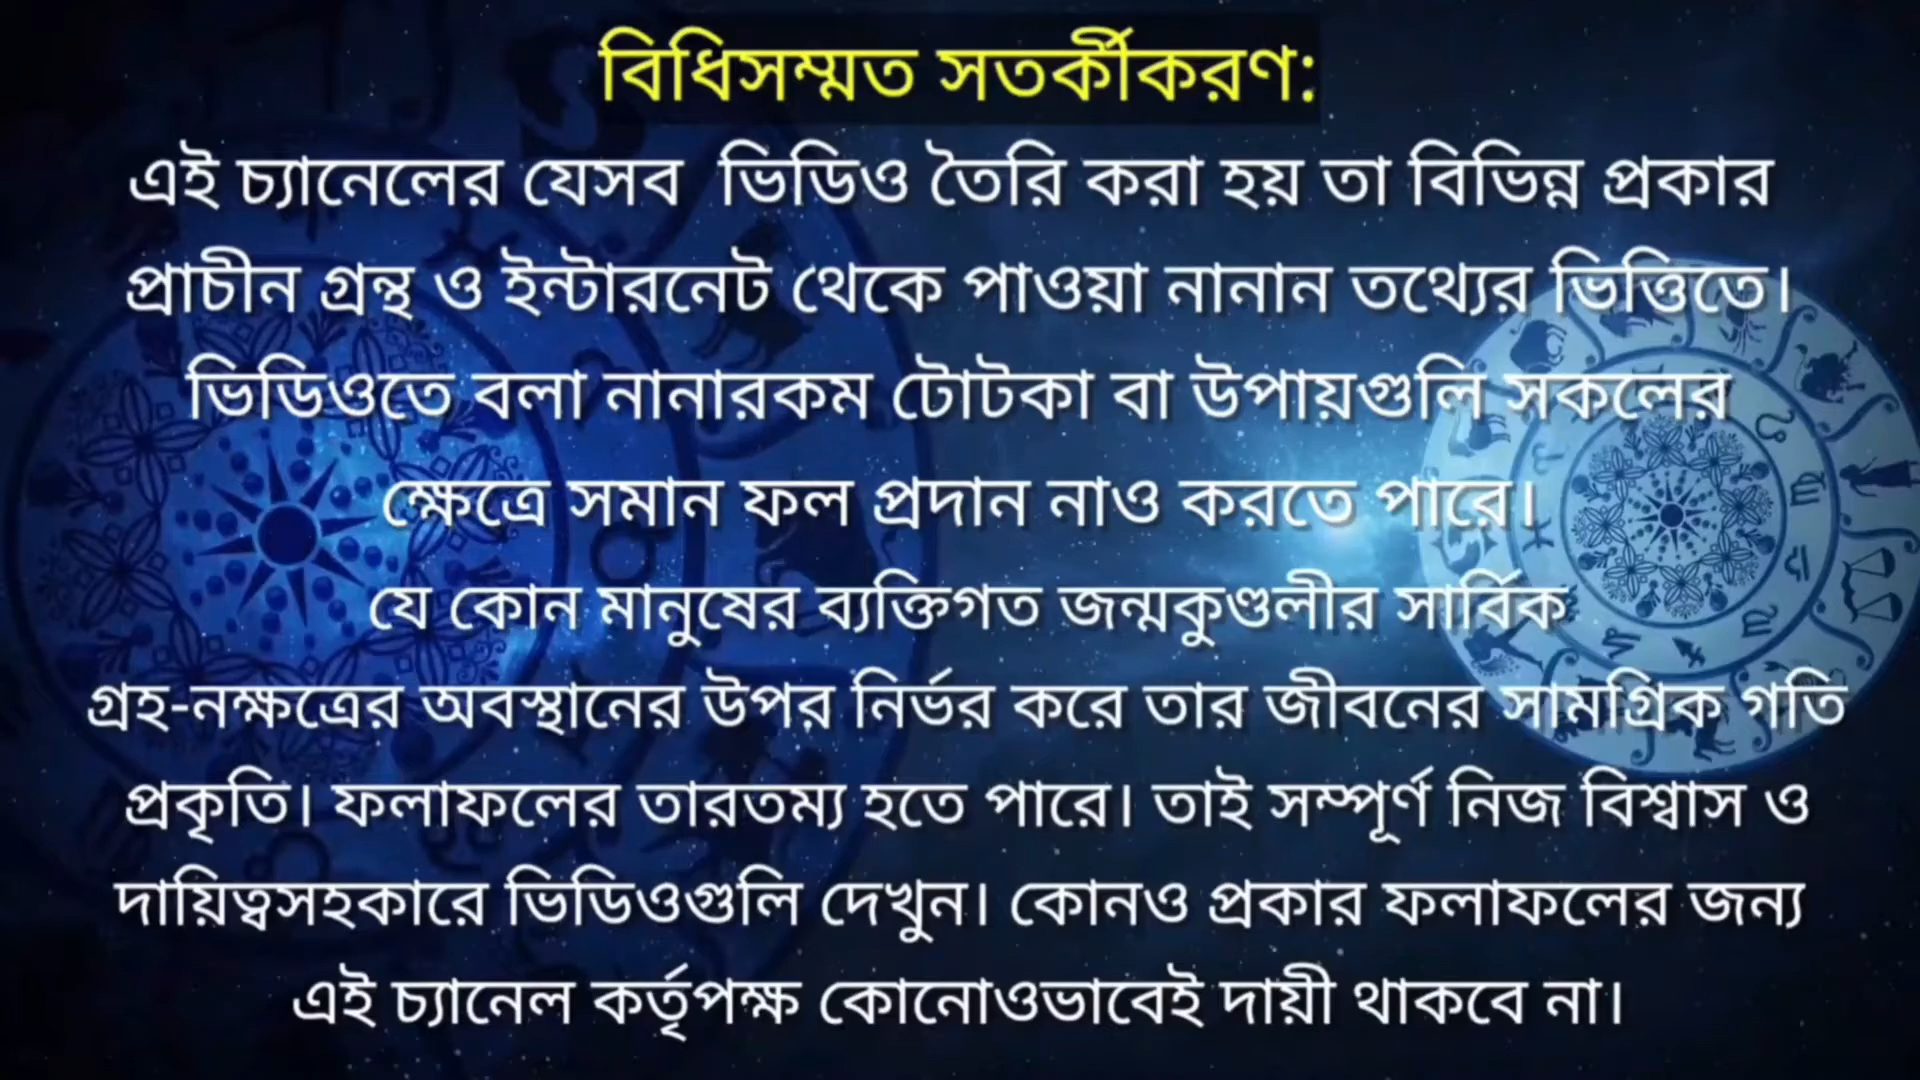 বিধিসম্মত সতর্কীকরণ:
এই চ্যানেলের যেসব ভিডিও তৈরি করা হয় তা বিভিন্ন প্রকার
প্রাচীন গ্রন্থ ও ইন্টারনেট থেকে পাওয়া নানান তথ্যের ভিত্তিতে।
ভিডিওতে বলা নানারকম টোটকা বা উপায়গুলি সকলের
ক্ষেত্রে সমান ফল প্রদান নাও করতে পারে।
যে কোন মানুষের ব্যক্তিগত জন্মকুণ্ডলীর সার্বিক
গ্রহ-নক্ষত্রের অবস্থানের উপর নির্ভর করে তার জীবনের সামগ্রিক গতি
প্রকৃতি। ফলাফলের তারতম্য হতে পারে। তাই সম্পূর্ণ নিজ বিশ্বাস ও
দায়িত্বসহকারে ভিডিওগুলি দেখুন। কোনও প্রকার ফলাফলের জন্য
এই চ্যানেল কর্তৃপক্ষ কোনোওভাবেই দায়ী থাকবে না।